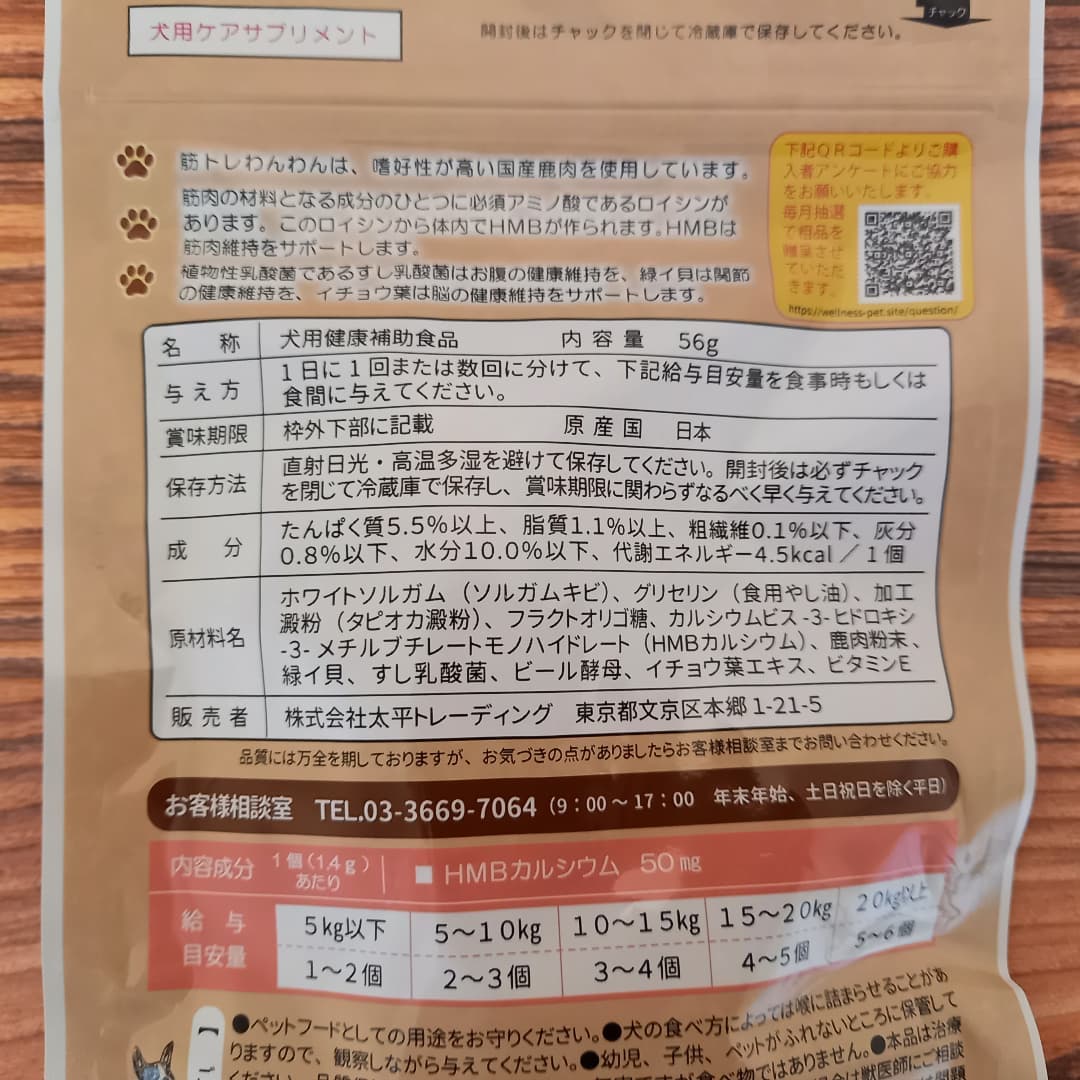 犬用ケアサプリメント
開封後はチャックを閉じて冷蔵庫で保存してください。
チャック
筋トレわんわんは、嗜好性が高い国産鹿肉を使用しています。
筋肉の材料となる成分のひとつに必須アミノ酸であるロイシンが
あります。このロイシンから体内でHMBが作られます。HMBは
筋肉維持をサポートします。
植物性乳酸菌であるすし乳酸菌はお腹の健康維持を、緑イ貝は関節
の健康維持を、イチョウ葉は脳の健康維持をサポートします。
下記QRコードよりご購
入者アンケートにご協力
をお願いいたします。
毎月抽選
で粗品を
贈呈させ
ていただ
きます。
https://wellness-pet.site/question/
名称 犬用健康補助食品 内容量 56g
与え方 1日に1回または数回に分けて、下記給与目安量を食事時もしくは
食間に与えてください。
賞味期限 枠外下部に記載 原産国 日本
保存方法 直射日光・高温多湿を避けて保存してください。開封後は必ずチャック
を閉じて冷蔵庫で保存し、賞味期限に関わらずなるべく早く与えてください。
成分 たんぱく質5.5%以上、脂質1.1%以上、粗繊維0.1%以下、灰分
0.8%以下、水分10.0%以下、代謝エネルギー4.5kcal/1個
原材料名 ホワイトソルガム(ソルガムキビ)、グリセリン(食用やし油)、加工
澱粉(タピオカ澱粉)、フラクトオリゴ糖、カルシウムビス-3-ヒドロキシ
-3-メチルブチレートモノハイドレート(HMBカルシウム)、鹿肉粉末、
緑イ貝、すし乳酸菌、ビール酵母、イチョウ葉エキス、ビタミンE
販売者 株式会社太平トレーディング 東京都文京区本郷1-21-5
品質には万全を期しておりますが、お気づきの点がありましたらお客様相談室までお問い合わせください。
お客様相談室 TEL.03-3669-7064(9:00~17:00 年末年始、土日祝日を除く平日)
内容成分 1個(1.4g)あたり ■HMBカルシウム 50mg
給与目安量
5kg以下 5~10kg 10~15kg 15~20kg 20kg以上
1~2個 2~3個 3~4個 4~5個 5~6個
●ペットフードとしての用途をお守りください。●犬の食べ方によっては喉に詰まらせることがあ
りますので、観察しながら与えてください。●幼児、子供、ペットがふれないところに保管して
ではありません。●本品は治療
獣医師にご相談